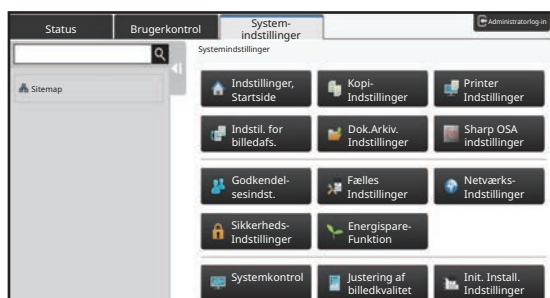 Status
Brugerkontrol
System-
indstillinger
Administratorlog-in
Systemindstillinger
Sitemap
Indstillinger,
Startside
Kopi-
Indstillinger
Printer
Indstillinger
Indstil. for
billedafs.
Dok.Arkiv.
Indstillinger
Sharp OSA
indstillinger
Godkendel-
sesindst.
Fælles
Indstillinger
Netværks-
Indstillinger
Sikkerheds-
Indstillinger
Energispare-
Funktion
Systemkontrol
Justering af
billedkvalitet
Init. Install.
Indstillinger